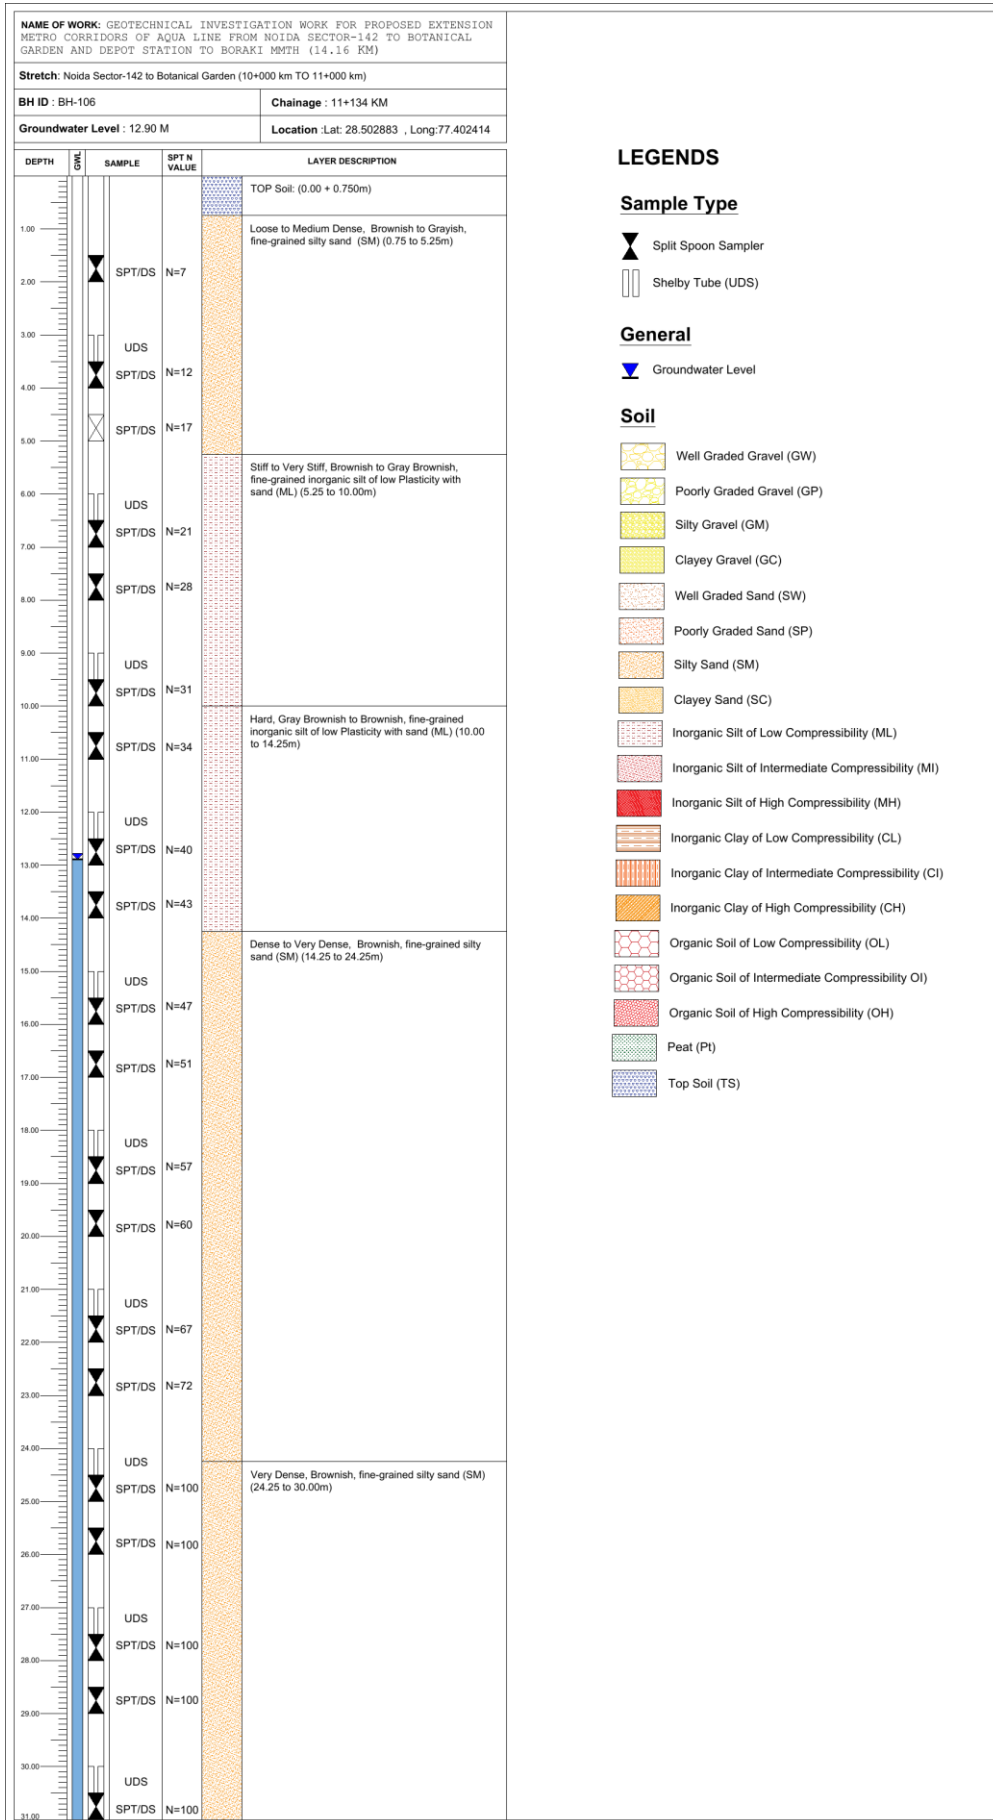 NAME OF WORK: GEOTECHNICAL INVESTIGATION WORK FOR PROPOSED EXTENSION
METRO CORRIDORS OF AQUA LINE FROM NOIDA SECTOR-142 TO BOTANICAL
GARDEN AND DEPOT STATION TO BORAKI MMTH (14.16 KM)
Stretch: Noida Sector-142 to Botanical Garden (10+000 km TO 11+000 km)
BH ID : BH-106
Chainage : 11+134 KM
Groundwater Level : 12.90 M
Location :Lat: 28.502883 , Long:77.402414
DEPTH
GWL
SAMPLE
SPT N
VALUE
LAYER DESCRIPTION
TOP Soil: (0.00 + 0.750m)
1.00
Loose to Medium Dense, Brownish to Grayish,
fine-grained silty sand (SM) (0.75 to 5.25m)
SPT/DS N=7
2.00
3.00
UDS
SPT/DS N=12
4.00
SPT/DS N=17
5.00
Stiff to Very Stiff, Brownish to Gray Brownish,
fine-grained inorganic silt of low Plasticity with
sand (ML) (5.25 to 10.00m)
6.00
UDS
SPT/DS N=21
7.00
SPT/DS N=28
8.00
9.00
UDS
SPT/DS N=31
10.00
Hard, Gray Brownish to Brownish, fine-grained
inorganic silt of low Plasticity with sand (ML) (10.00
to 14.25m)
SPT/DS N=34
11.00
12.00
UDS
SPT/DS N=40
13.00
SPT/DS N=43
14.00
Dense to Very Dense, Brownish, fine-grained silty
sand (SM) (14.25 to 24.25m)
15.00
UDS
SPT/DS N=47
16.00
SPT/DS N=51
17.00
18.00
UDS
SPT/DS N=57
19.00
SPT/DS N=60
20.00
21.00
UDS
SPT/DS N=67
22.00
SPT/DS N=72
23.00
24.00
UDS
Very Dense, Brownish, fine-grained silty sand (SM)
(24.25 to 30.00m)
SPT/DS N=100
25.00
SPT/DS N=100
26.00
27.00
UDS
SPT/DS N=100
28.00
SPT/DS N=100
29.00
30.00
UDS
SPT/DS N=100
31.00
LEGENDS
Sample Type
Split Spoon Sampler
Shelby Tube (UDS)
General
Groundwater Level
Soil
Well Graded Gravel (GW)
Poorly Graded Gravel (GP)
Silty Gravel (GM)
Clayey Gravel (GC)
Well Graded Sand (SW)
Poorly Graded Sand (SP)
Silty Sand (SM)
Clayey Sand (SC)
Inorganic Silt of Low Compressibility (ML)
Inorganic Silt of Intermediate Compressibility (MI)
Inorganic Silt of High Compressibility (MH)
Inorganic Clay of Low Compressibility (CL)
Inorganic Clay of Intermediate Compressibility (CI)
Inorganic Clay of High Compressibility (CH)
Organic Soil of Low Compressibility (OL)
Organic Soil of Intermediate Compressibility OI)
Organic Soil of High Compressibility (OH)
Peat (Pt)
Top Soil (TS)